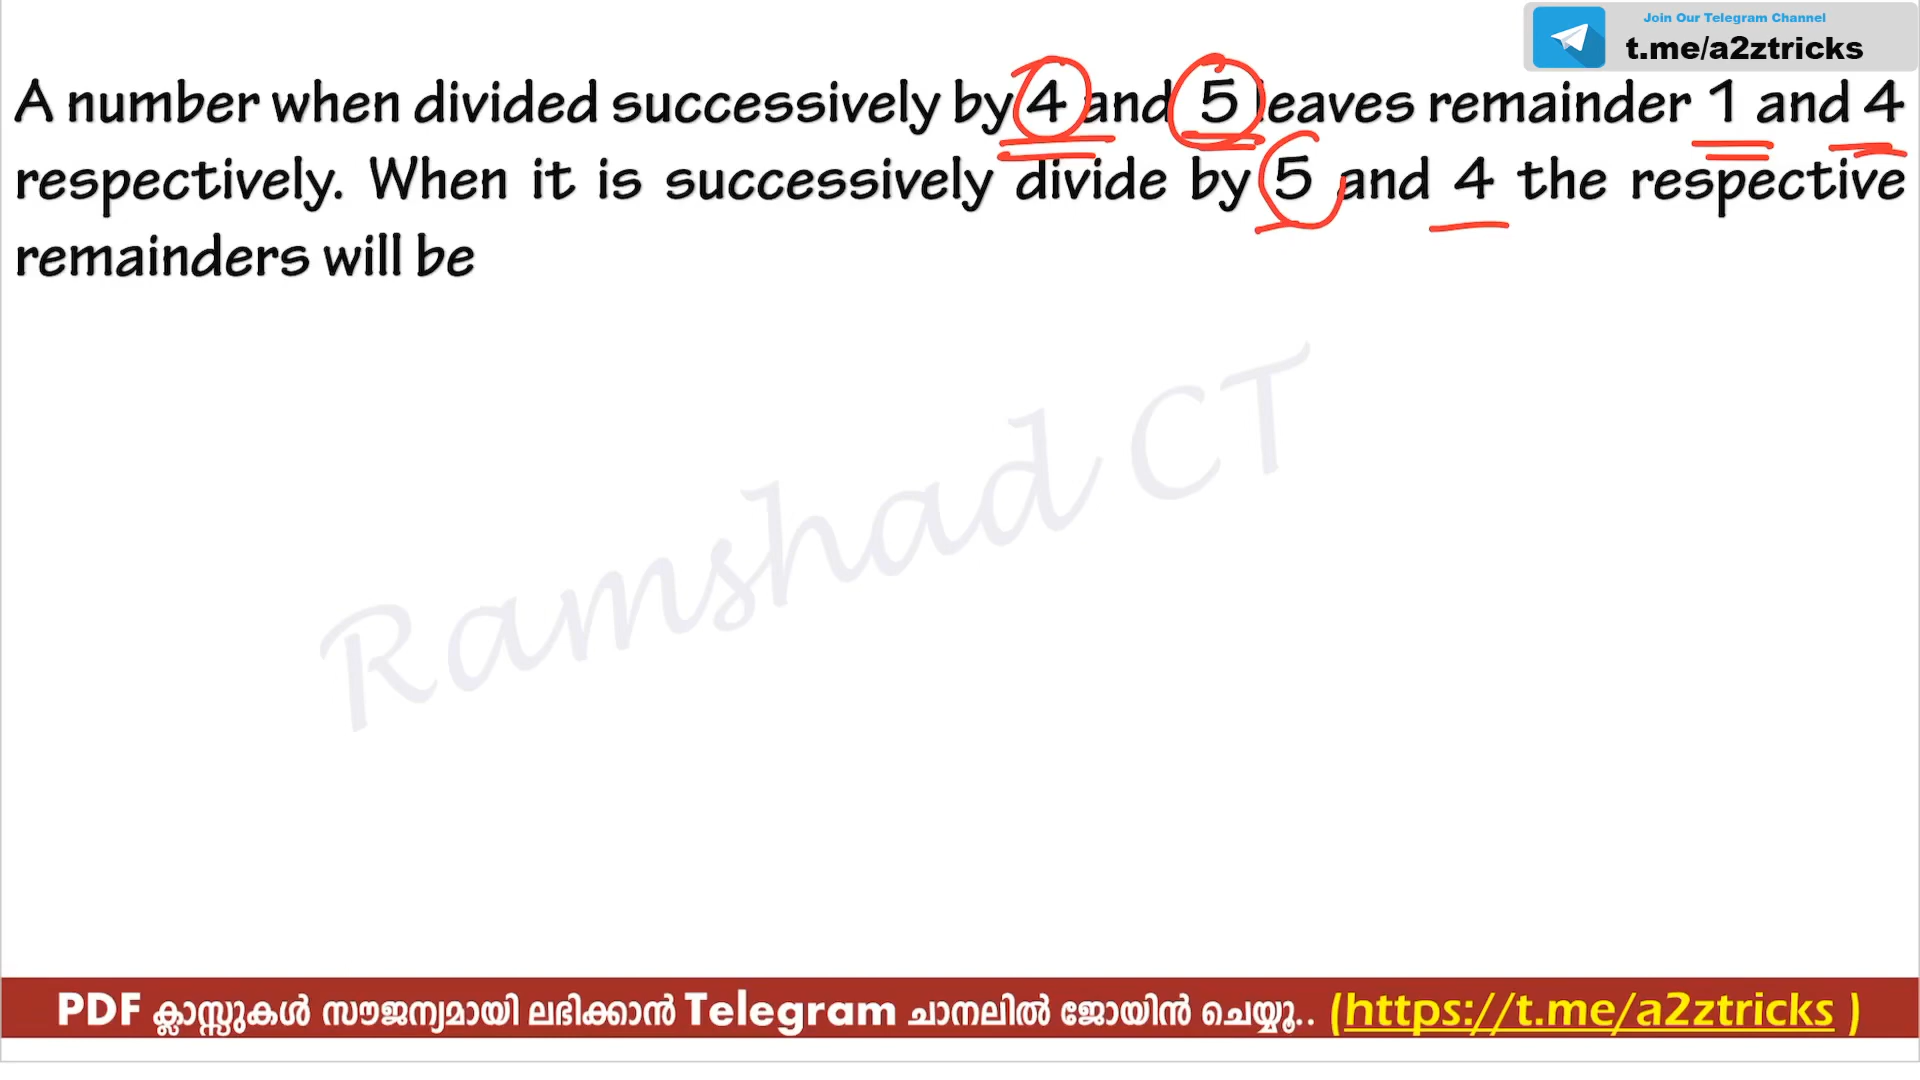 Join Our Telegram Channel
t.me/a2ztricks
A number when divided successively by 4 and 5 leaves remainder 1 and 4
respectively. When it is successively divide by 5 and 4 the respective
remainders will be
Ramshad CT
PDF ക്ലാസ്സുകൾ സൗജന്യമായി ലഭിക്കാൻ Telegram ചാനലിൽ ജോയിൻ ചെയ്യൂ.. (https://t.me/a2ztricks )